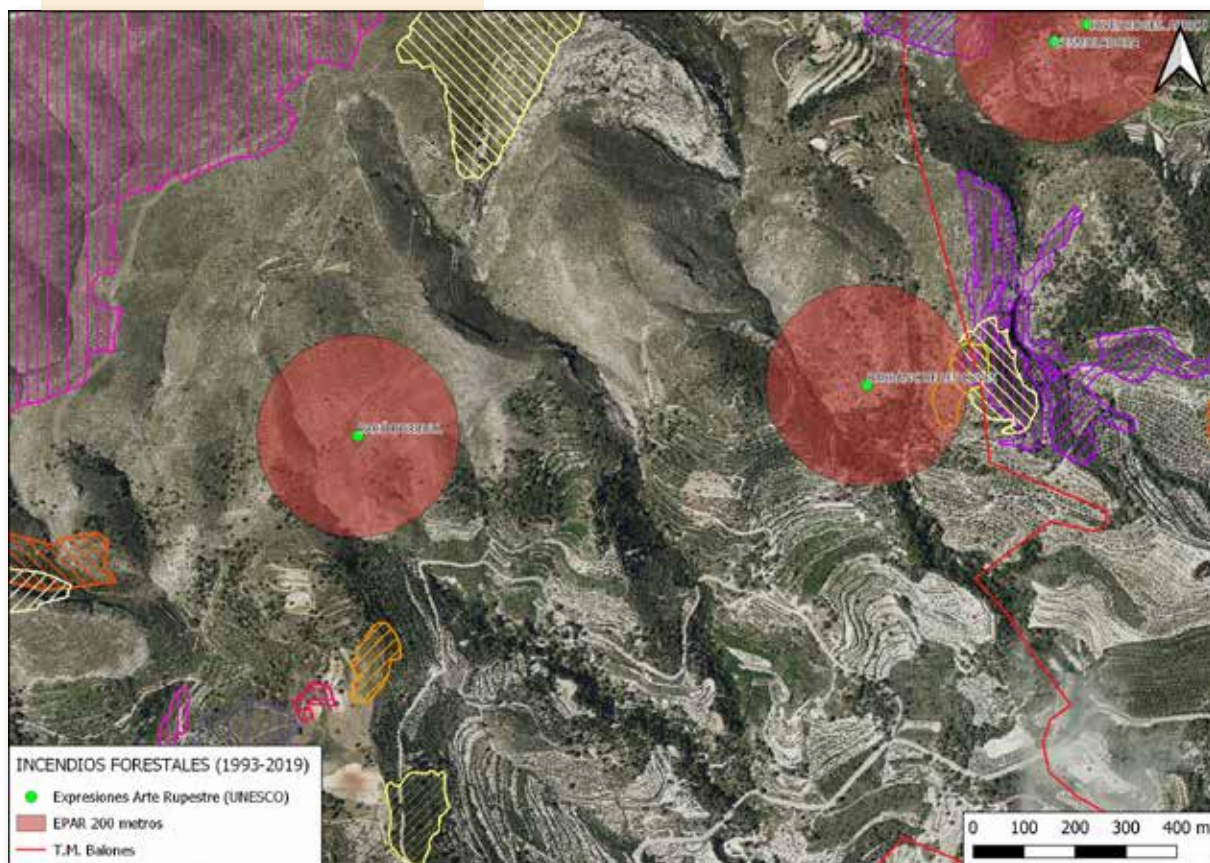 INCENDIOS FORESTALES (1993-2019)
Expresiones Arte Rupestre (UNESCO)
EPAR 200 metros
T.M. Balones
0 100 200 300 400 m